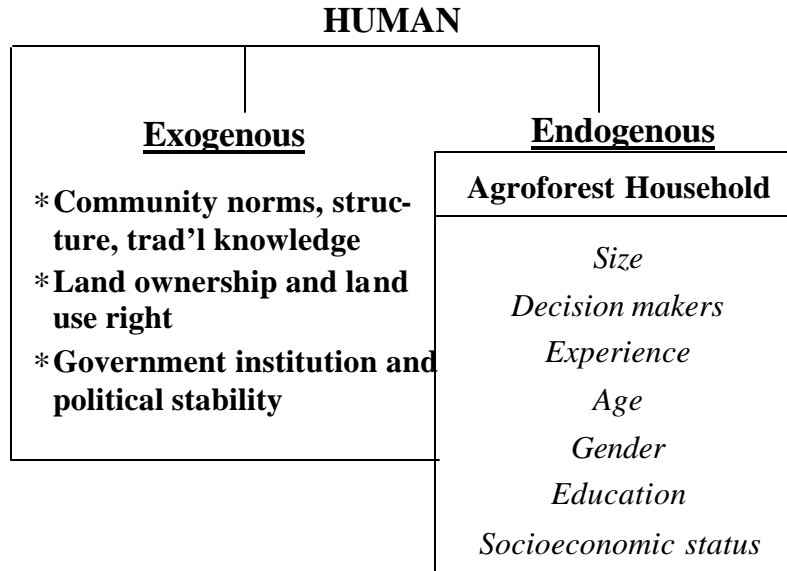 HUMAN
Exogenous
*Community norms, struc-
ture, trad'l knowledge
*Land ownership and land
use right
*Government institution and
political stability
Endogenous
Agroforest Household
Size
Decision makers
Experience
Age
Gender
Education
Socioeconomic status